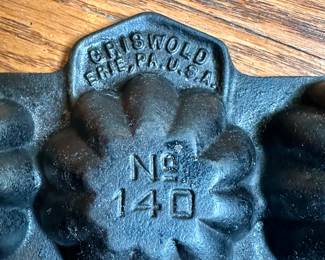 GRISWOLD
ERIE, PA. U.S.A.
No
140